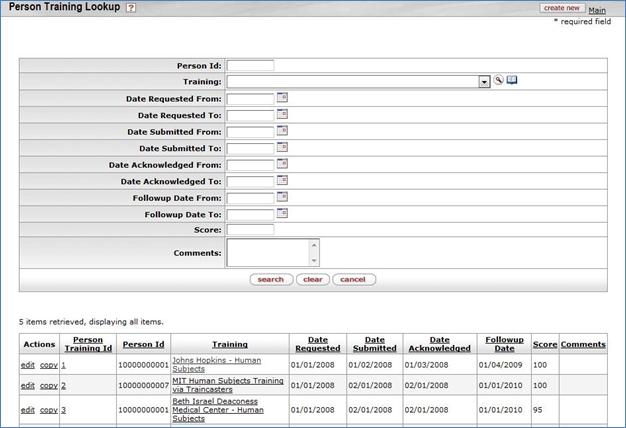 Person Training Lookup ? create new Main
* required field
Person Id:
Training:
Date Requested From:
Date Requested To:
Date Submitted From:
Date Submitted To:
Date Acknowledged From:
Date Acknowledged To:
Followup Date From:
Followup Date To:
Score:
Comments:
search clear cancel
5 items retrieved, displaying all items.
Actions Person Training Id Person Id Training Date Requested Date Submitted Date Acknowledged Followup Date Score Comments
edit copy 1 10000000001 Johns Hopkins - Human Subjects 01/01/2008 01/02/2008 01/03/2008 01/04/2009 100
edit copy 2 10000000007 MIT Human Subjects Training via Traincasters 01/01/2008 02/01/2008 02/01/2008 01/01/2010 100
edit copy 3 10000000001 Beth Israel Deaconess Medical Center - Human Subjects 01/01/2008 02/01/2008 02/01/2008 01/01/2010 95